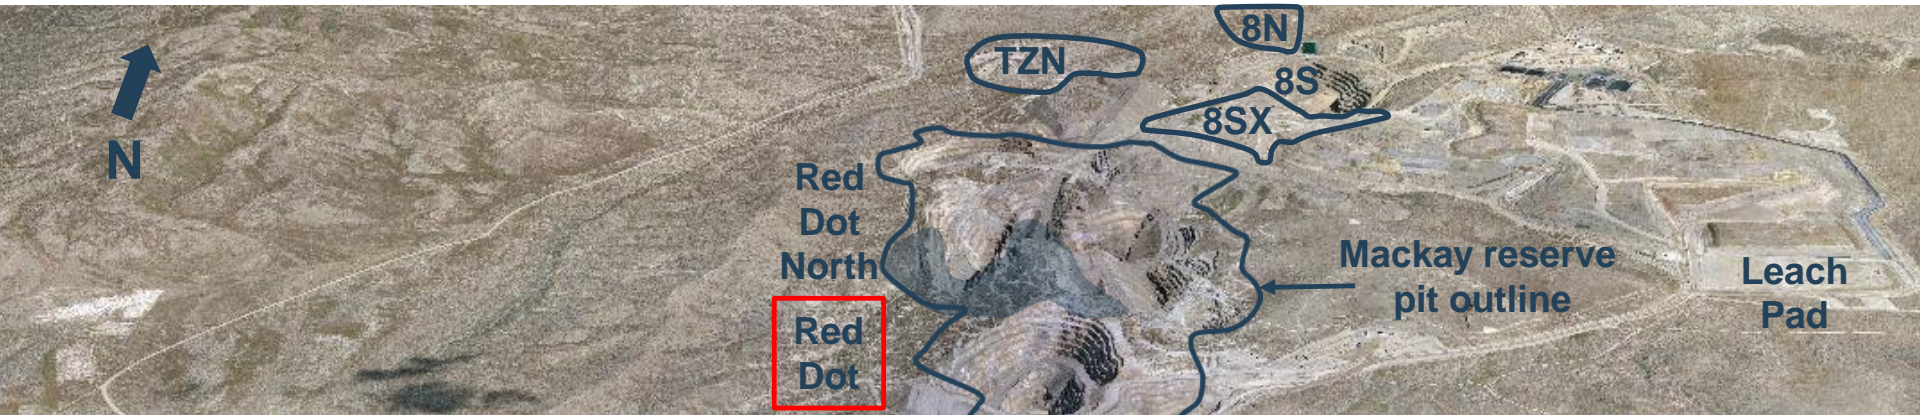 8N
TZN
8S
8SX
N
Red
Dot
North
Mackay reserve
pit outline
Leach
Pad
Red
Dot